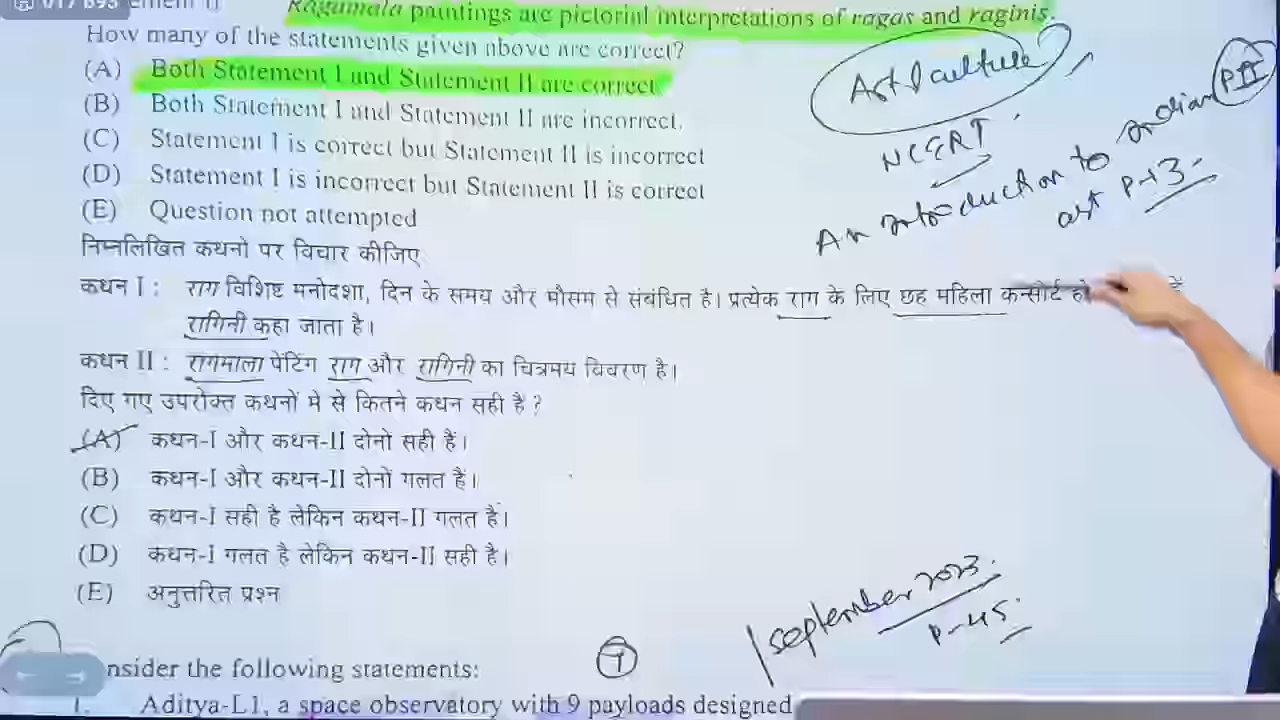 Ragamala paintings are pictorial interpretations of ragas and raginis.
How many of the statements given above are correct?
(A) Both Statement I and Statement II are correct
(B) Both Statement I and Statement II are incorrect.
(C) Statement I is correct but Statement II is incorrect
(D) Statement I is incorrect but Statement II is correct
(E) Question not attempted
निम्नलिखित कथनों पर विचार कीजिए
कथन I : राग विशिष्ट मनोदशा, दिन के समय और मौसम से संबंधित है। प्रत्येक राग के लिए छह महिला कन्सोर्ट हो हैं
रागिनी कहा जाता है।
कथन II : रागमाला पेटिंग राग और रागिनी का चित्रमय विवरण है।
दिए गए उपरोक्त कथनों मे से कितने कथन सही है ?
(A) कथन-I और कथन-II दोनो सही हैं।
(B) कथन-I और कथन-II दोनों गलत हैं।
(C) कथन-I सही है लेकिन कथन-II गलत है।
(D) कथन-I गलत है लेकिन कथन-II सही है।
(E) अनुत्तरित प्रश्न
Art & culture
NCERT
An introduction to Indian
art P-13
P II
September 2023
P-45
nsider the following statements:
1. Aditya-L1, a space observatory with 9 payloads designed